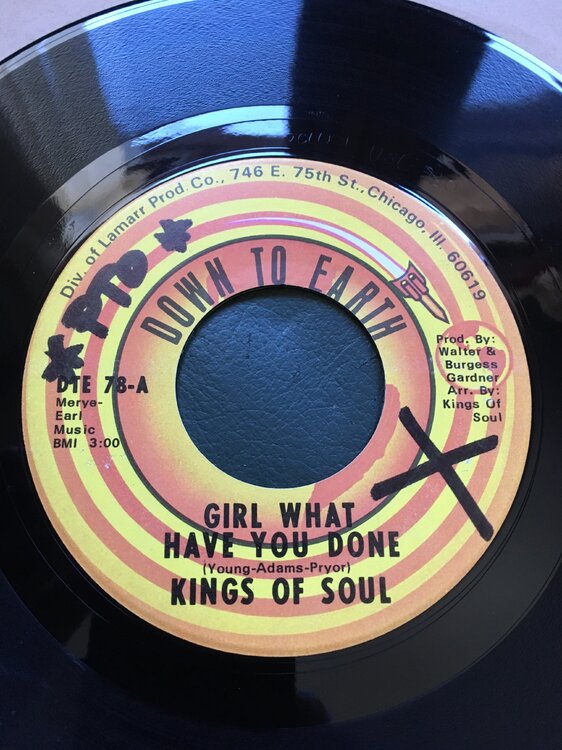 Div. of Lamarr Prod. Co., 746 E. 75th St., Chicago, Ill. 60619
PTO
DOWN TO EARTH
DTE 78-A
Merye-
Earl
Music
BMI 3:00
Prod. By:
Walter &
Burgess
Gardner
Arr. By:
Kings Of
Soul
X
GIRL WHAT
HAVE YOU DONE
(Young-Adams-Pryor)
KINGS OF SOUL